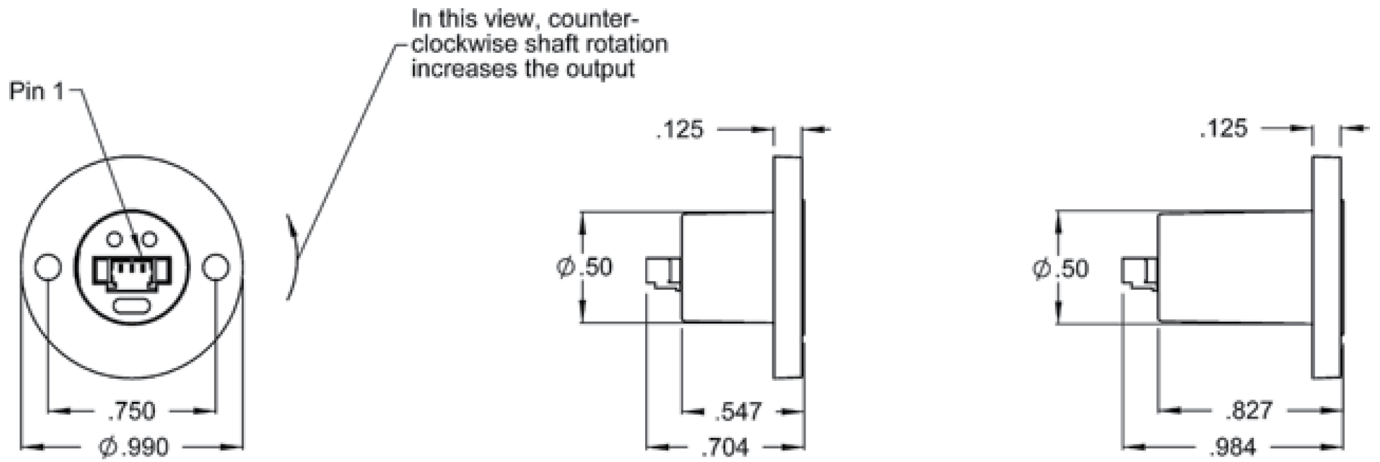 In this view, counter-
clockwise shaft rotation
increases the output
Pin 1
.750
Ø.990
.125
Ø.50
.547
.704
.125
Ø.50
.827
.984